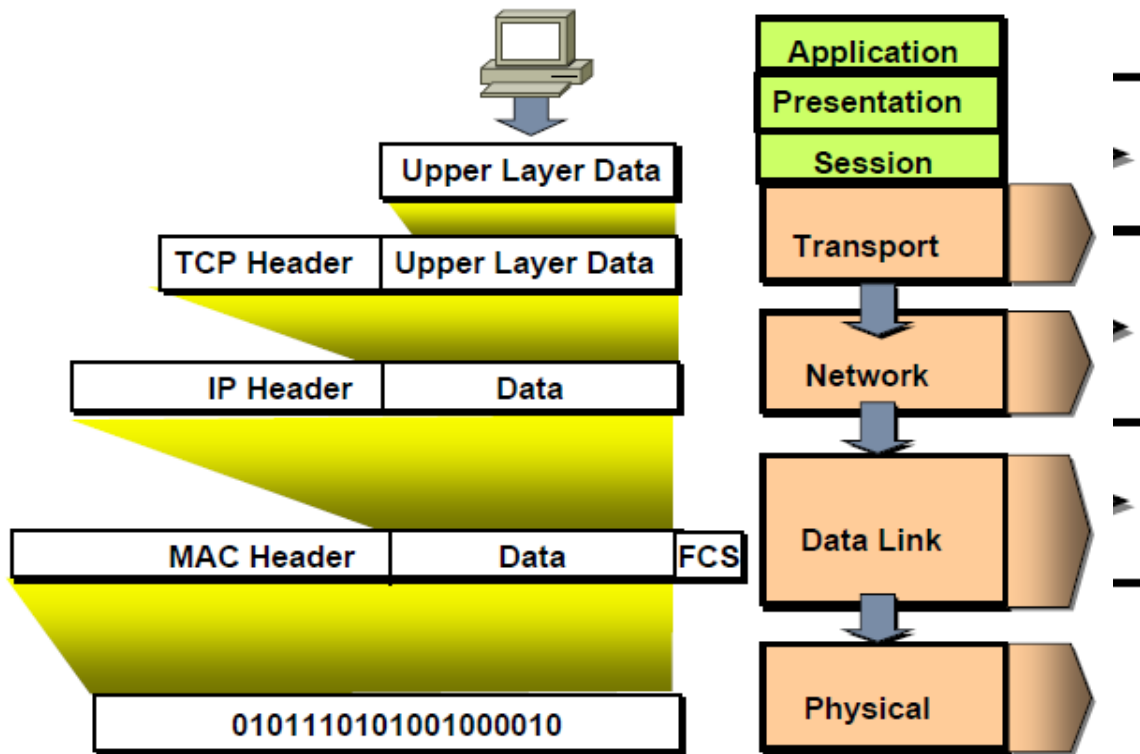 Application
Presentation
Session
Upper Layer Data
TCP Header Upper Layer Data
Transport
IP Header Data
Network
MAC Header Data FCS
Data Link
0101110101001000010
Physical